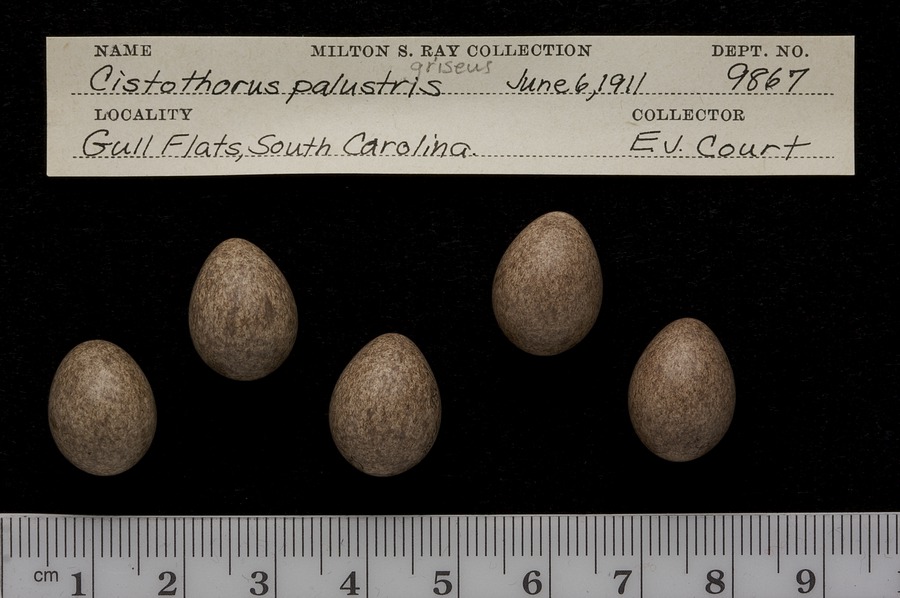 NAME MILTON S. RAY COLLECTION DEPT. NO.
griseus
Cistothorus palustris June 6, 1911 9867
LOCALITY COLLECTOR
Gull Flats, South Carolina. E.J. Court
cm 1 2 3 4 5 6 7 8 9